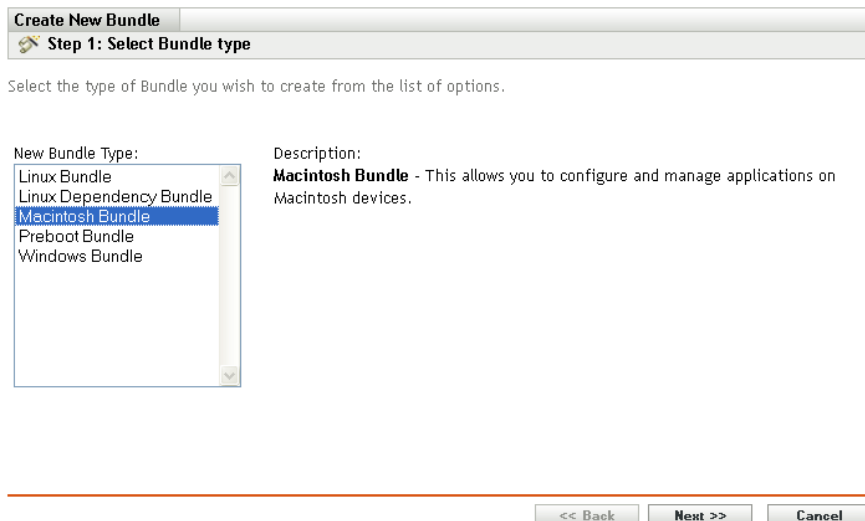 Create New Bundle
Step 1: Select Bundle type
Select the type of Bundle you wish to create from the list of options.
New Bundle Type:
Linux Bundle
Linux Dependency Bundle
Macintosh Bundle
Preboot Bundle
Windows Bundle
Description:
Macintosh Bundle - This allows you to configure and manage applications on
Macintosh devices.
<< Back
Next >>
Cancel